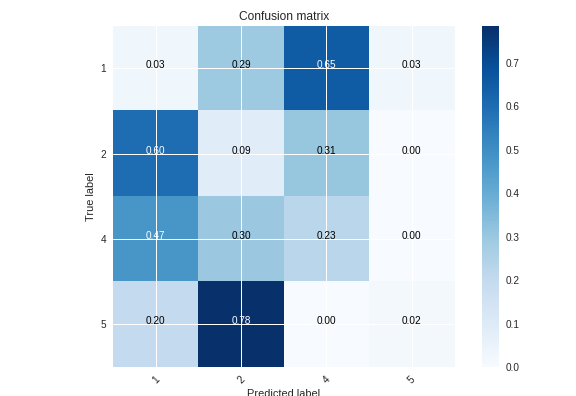 Confusion matrix
1 0.03 0.29 0.65 0.03
2 0.60 0.09 0.31 0.00
4 0.47 0.30 0.23 0.00
5 0.20 0.78 0.00 0.02
True label
1 2 4 5
Predicted label
0.7
0.6
0.5
0.4
0.3
0.2
0.1
0.0